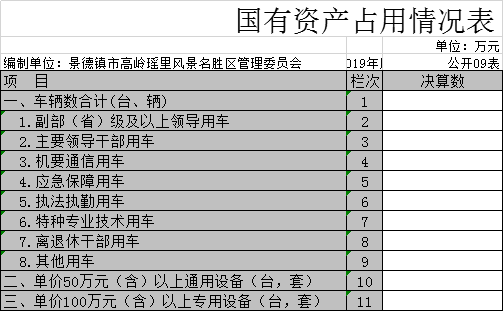 国有资产占用情况表
单位：万元
编制单位：景德镇市高岭瑶里风景名胜区管理委员会 019年 公开09表
项 目 栏次 决算数
一、车辆数合计(台、辆) 1
1.副部（省）级及以上领导用车 2
2.主要领导干部用车 3
3.机要通信用车 4
4.应急保障用车 5
5.执法执勤用车 6
6.特种专业技术用车 7
7.离退休干部用车 8
8.其他用车 9
二、单价50万元（含）以上通用设备（台，套） 10
三、单价100万元（含）以上专用设备（台，套） 11